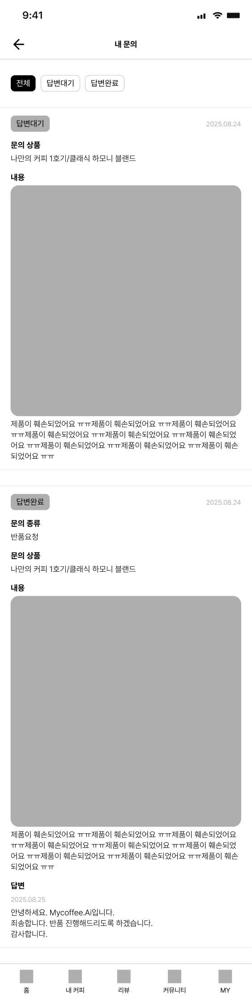 9:41
내 문의
전체 답변대기 답변완료
답변대기 2025.08.24
문의 상품
나만의 커피 1호기/클래식 하모니 블랜드
내용
제품이 훼손되었어요 ㅠㅠ제품이 훼손되었어요 ㅠㅠ제품이 훼손되었어요
ㅠㅠ제품이 훼손되었어요 ㅠㅠ제품이 훼손되었어요 ㅠㅠ제품이 훼손되었
어요 ㅠㅠ제품이 훼손되었어요 ㅠㅠ제품이 훼손되었어요 ㅠㅠ제품이 훼손
되었어요 ㅠㅠ
답변완료 2025.08.24
문의 종류
반품요청
문의 상품
나만의 커피 1호기/클래식 하모니 블랜드
내용
제품이 훼손되었어요 ㅠㅠ제품이 훼손되었어요 ㅠㅠ제품이 훼손되었어요
ㅠㅠ제품이 훼손되었어요 ㅠㅠ제품이 훼손되었어요 ㅠㅠ제품이 훼손되었
어요 ㅠㅠ제품이 훼손되었어요 ㅠㅠ제품이 훼손되었어요 ㅠㅠ제품이 훼손
되었어요 ㅠㅠ
답변
2025.08.25
안녕하세요. Mycoffee.Ai입니다.
죄송합니다. 반품 진행해드리도록 하겠습니다.
감사합니다.
홈 내 커피 리뷰 커뮤니티 MY